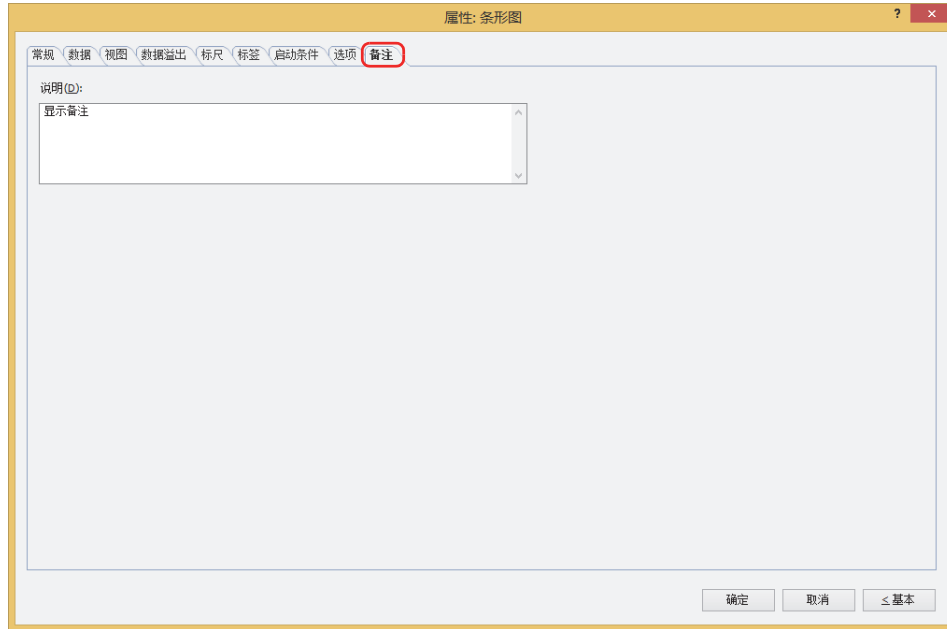 属性: 条形图
?
×
常规 数据 视图 数据溢出 标尺 标签 启动条件 选项 备注
说明(D):
显示备注
确定 取消 <基本